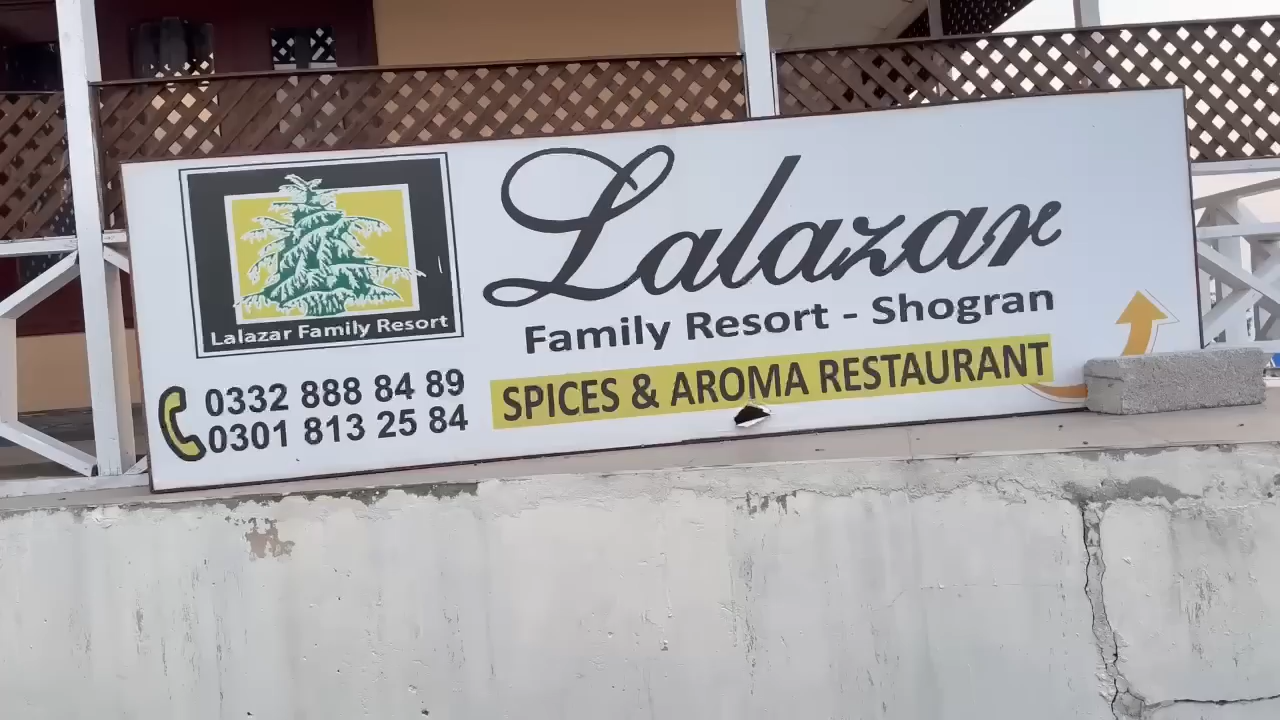 Lalazar Family Resort
0332 888 84 89
0301 813 25 84
Lalazar
Family Resort - Shogran
SPICES & AROMA RESTAURANT